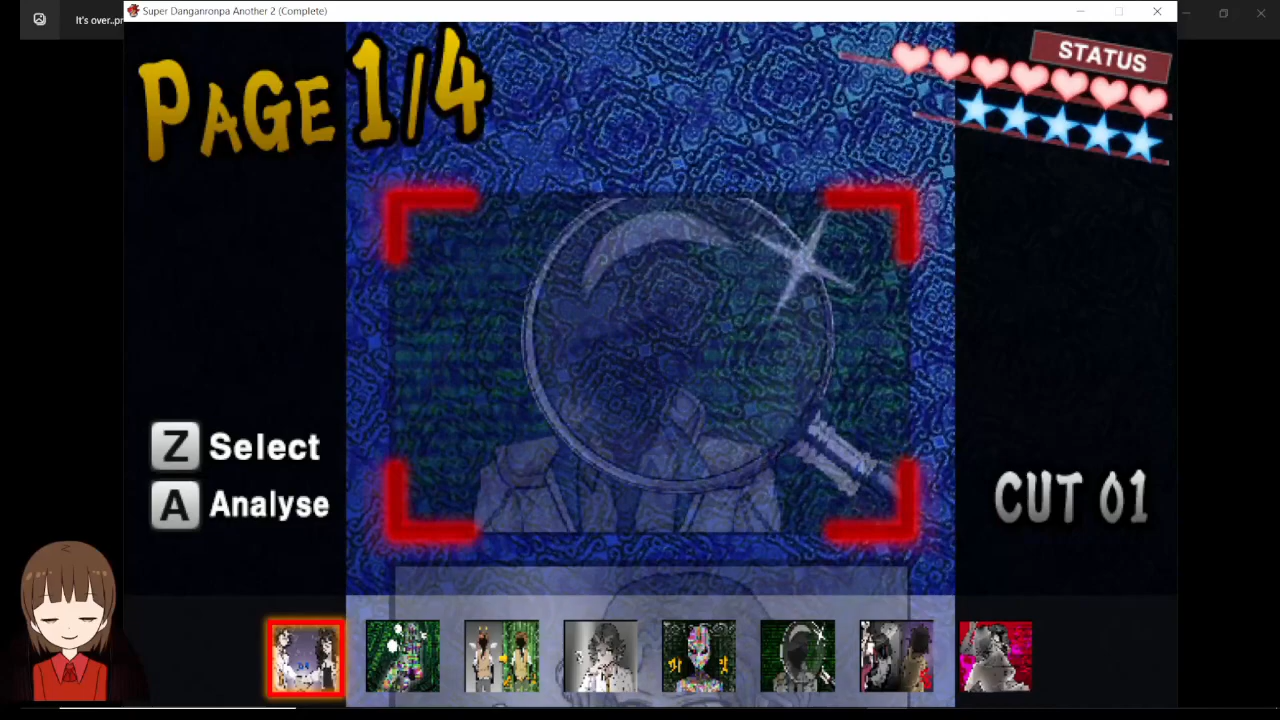 It's over..pr
Super Danganronpa Another 2 (Complete)
PAGE 1/4
STATUS
Z Select
A Analyse
CUT 01